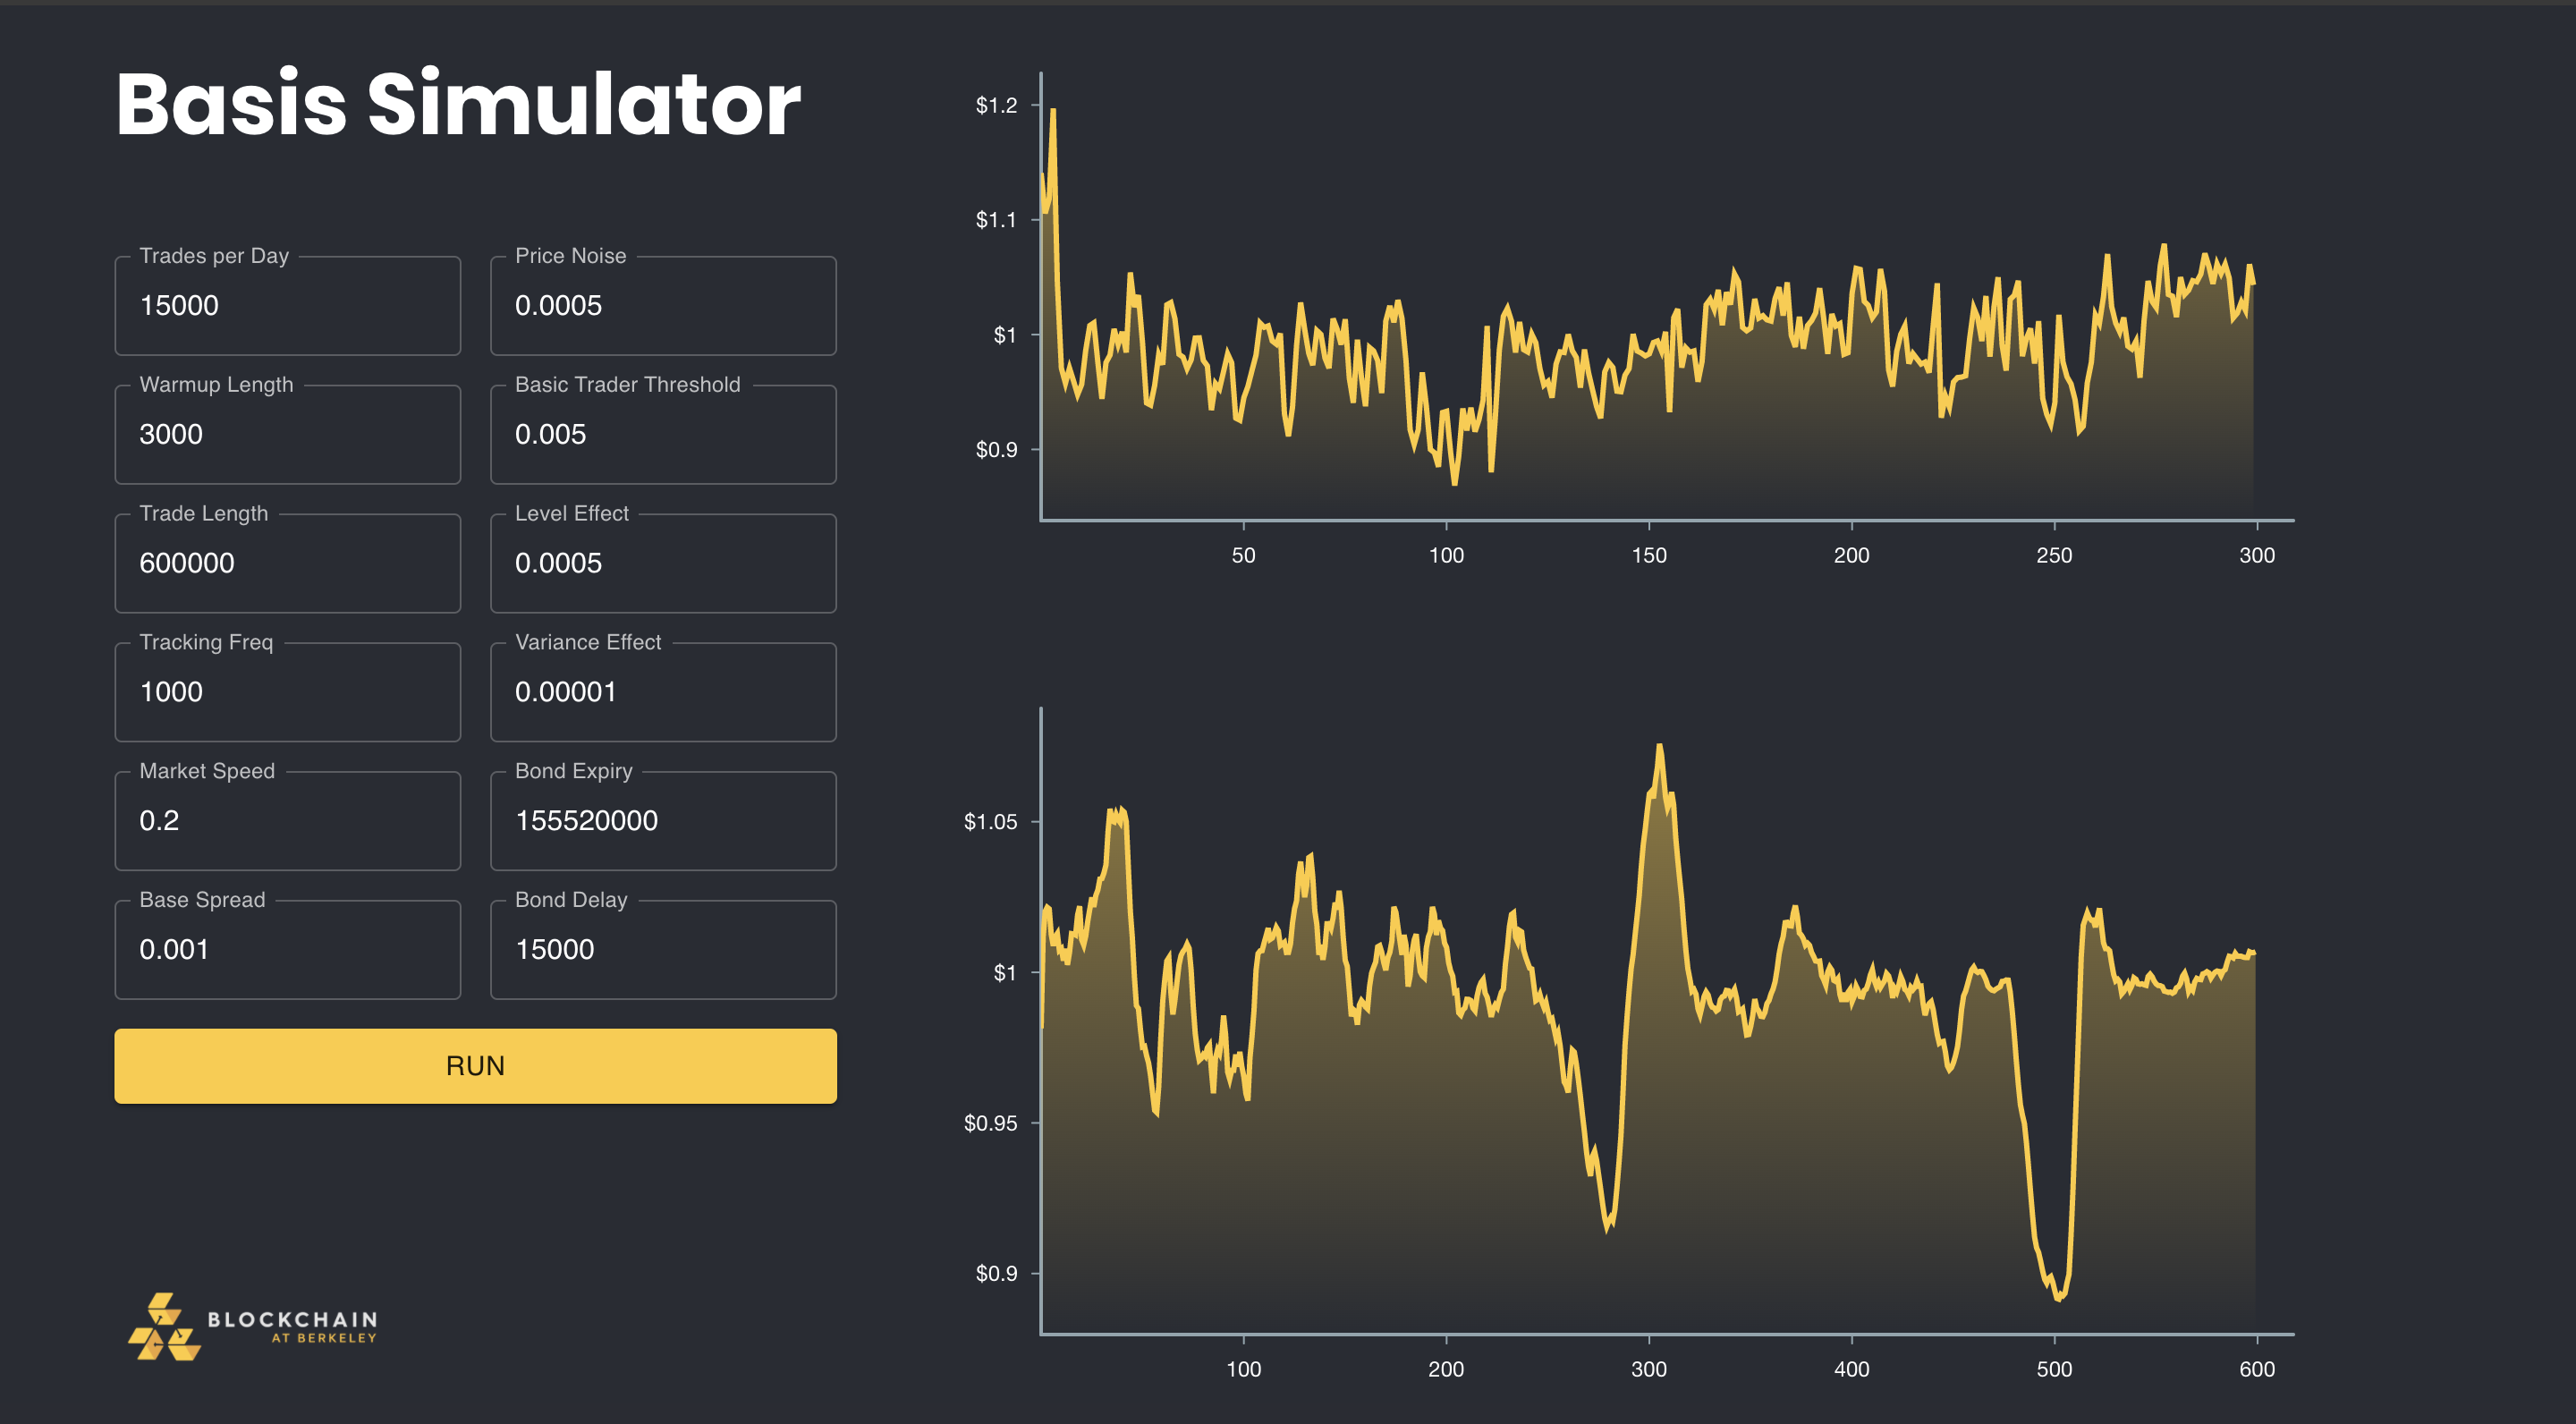 Basis Simulator
Trades per Day
15000
Price Noise
0.0005
Warmup Length
3000
Basic Trader Threshold
0.005
Trade Length
600000
Level Effect
0.0005
Tracking Freq
1000
Variance Effect
0.00001
Market Speed
0.2
Bond Expiry
155520000
Base Spread
0.001
Bond Delay
15000
RUN
BLOCKCHAIN
AT BERKELEY
$1.2
$1.1
$1
$0.9
50 100 150 200 250 300
$1.05
$1
$0.95
$0.9
100 200 300 400 500 600